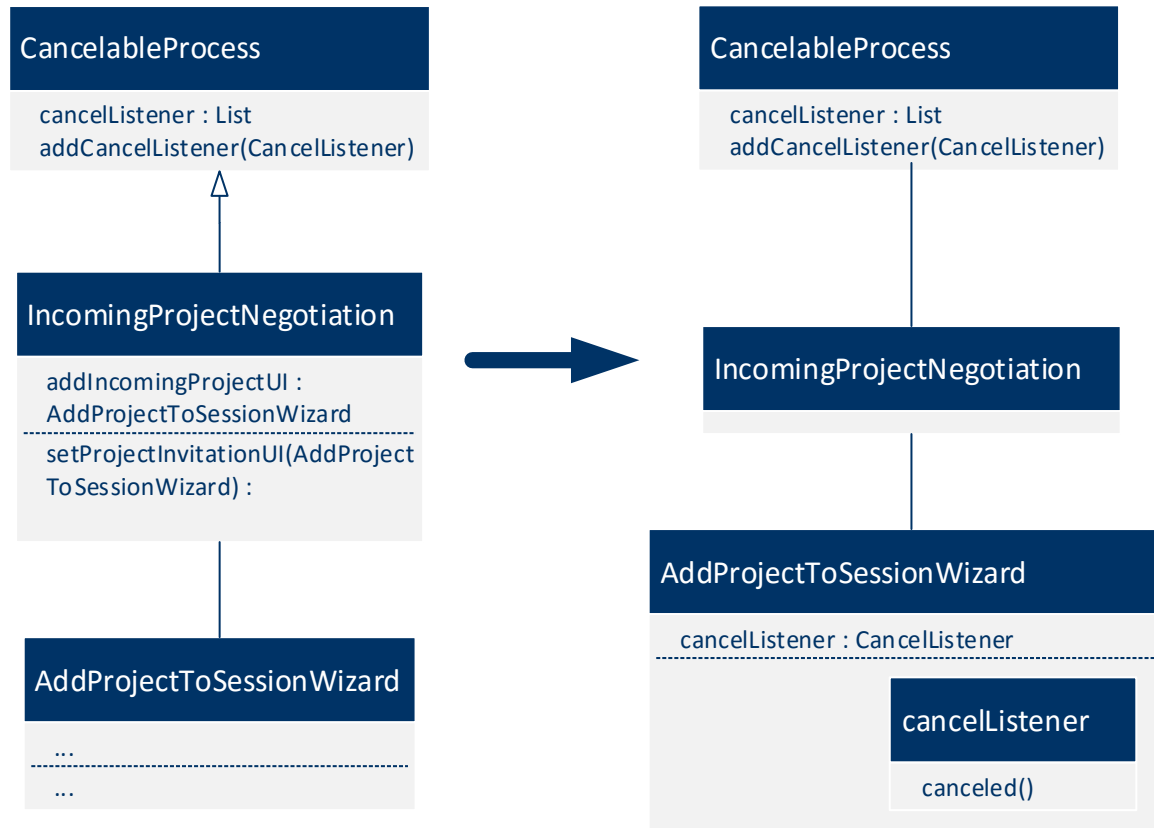 CancelableProcess
cancelListener : List
addCancelListener(CancelListener)
IncomingProjectNegotiation
addIncomingProjectUI :
AddProjectToSessionWizard
setProjectInvitationUI(AddProject
ToSessionWizard) :
AddProjectToSessionWizard
...
...
CancelableProcess
cancelListener : List
addCancelListener(CancelListener)
IncomingProjectNegotiation
AddProjectToSessionWizard
cancelListener : CancelListener
cancelListener
canceled()